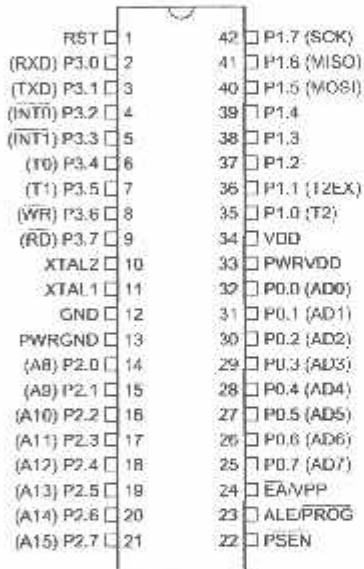 RST 1 42 P1.7 (SCK)
(RXD) P3.0 2 41 P1.6 (MISO)
(TXD) P3.1 3 40 P1.5 (MOSI)
(INT0) P3.2 4 39 P1.4
(INT1) P3.3 5 38 P1.3
(T0) P3.4 6 37 P1.2
(T1) P3.5 7 36 P1.1 (T2EX)
(WR) P3.6 8 35 P1.0 (T2)
(RD) P3.7 9 34 VDD
XTAL2 10 33 PWRVDD
XTAL1 11 32 P0.0 (AD0)
GND 12 31 P0.1 (AD1)
PWRGND 13 30 P0.2 (AD2)
(A8) P2.0 14 29 P0.3 (AD3)
(A9) P2.1 15 28 P0.4 (AD4)
(A10) P2.2 16 27 P0.5 (AD5)
(A11) P2.3 17 26 P0.6 (AD6)
(A12) P2.4 18 25 P0.7 (AD7)
(A13) P2.5 19 24 EA/VPP
(A14) P2.6 20 23 ALE/PROG
(A15) P2.7 21 22 PSEN